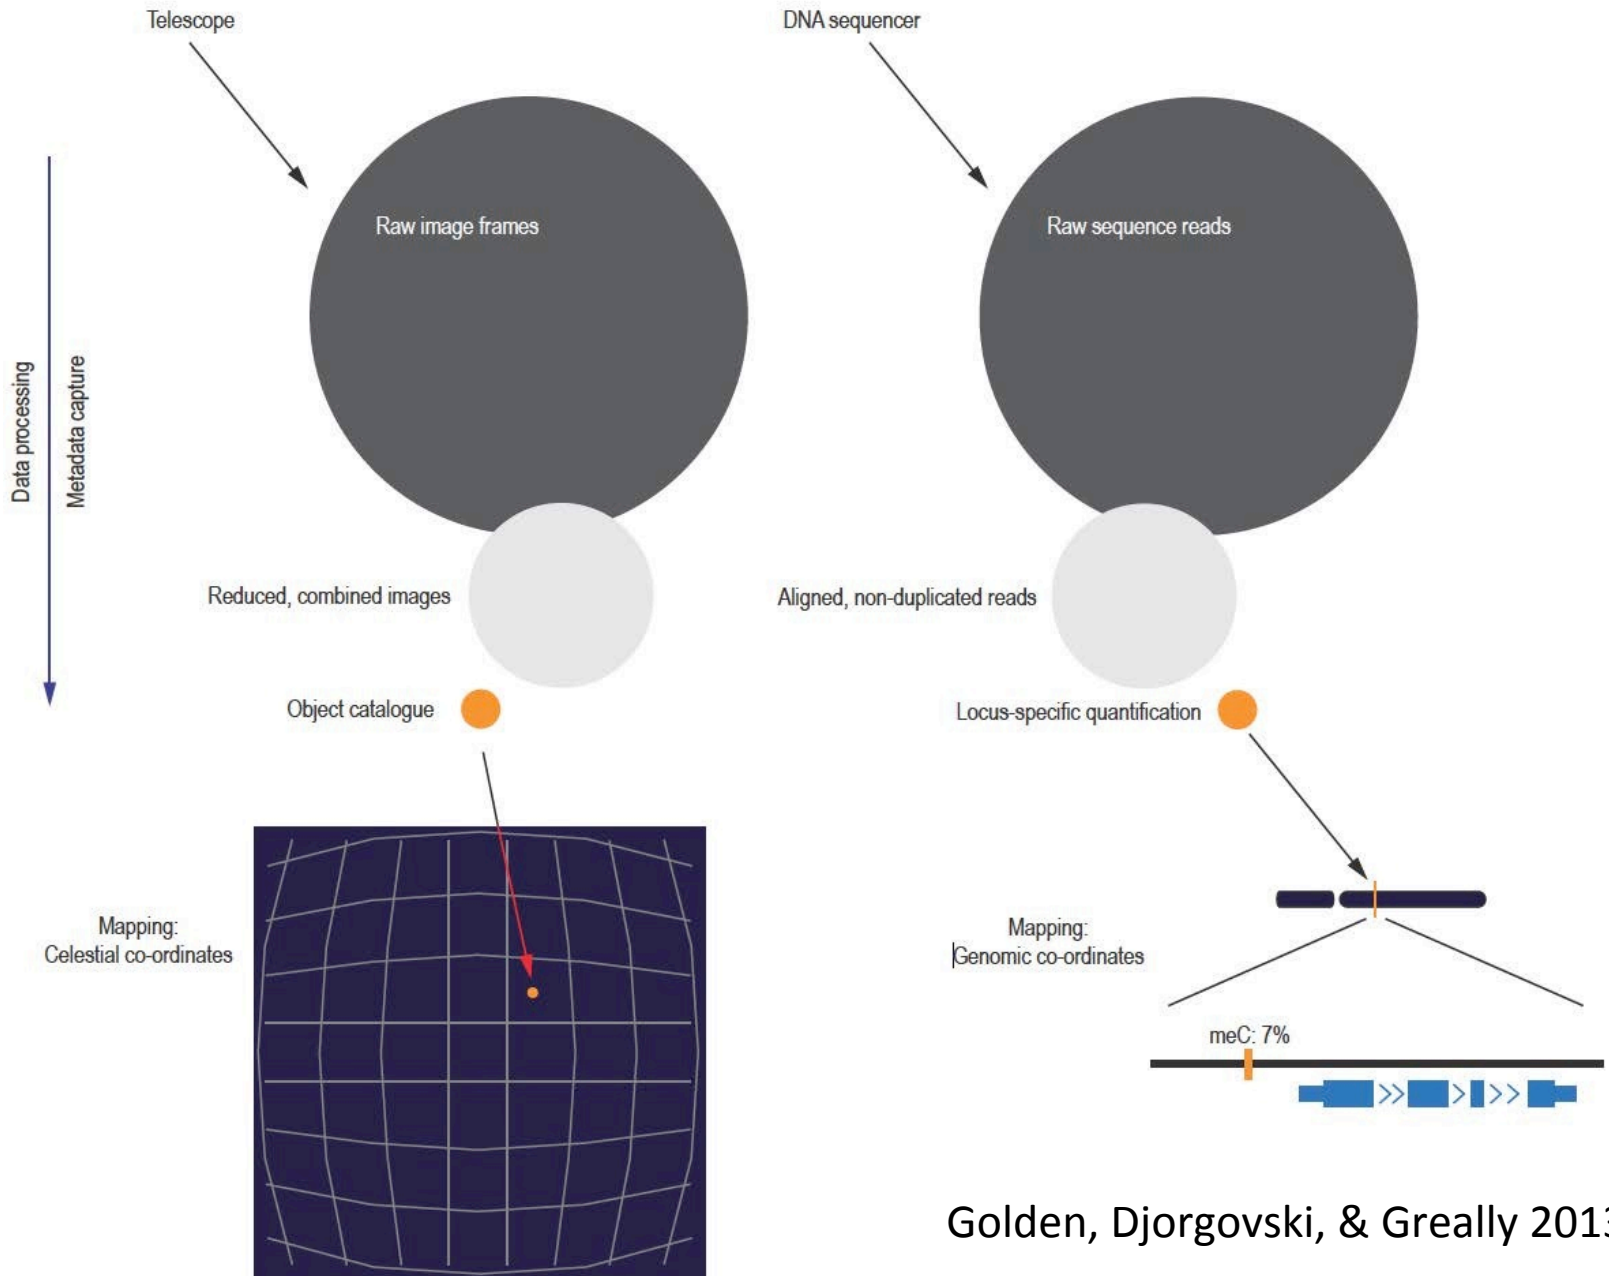 Telescope
DNA sequencer
Raw image frames
Raw sequence reads
Data processing
Metadata capture
Reduced, combined images
Aligned, non-duplicated reads
Object catalogue
Locus-specific quantification
Mapping:
Celestial co-ordinates
Mapping:
Genomic co-ordinates
meC: 7%
Golden, Djorgovski, & Greally 2013